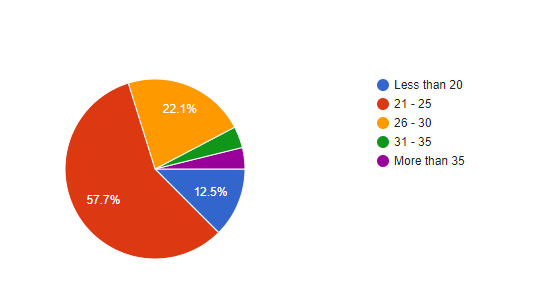 22.1%
57.7%
12.5%
Less than 20
21 - 25
26 - 30
31 - 35
More than 35